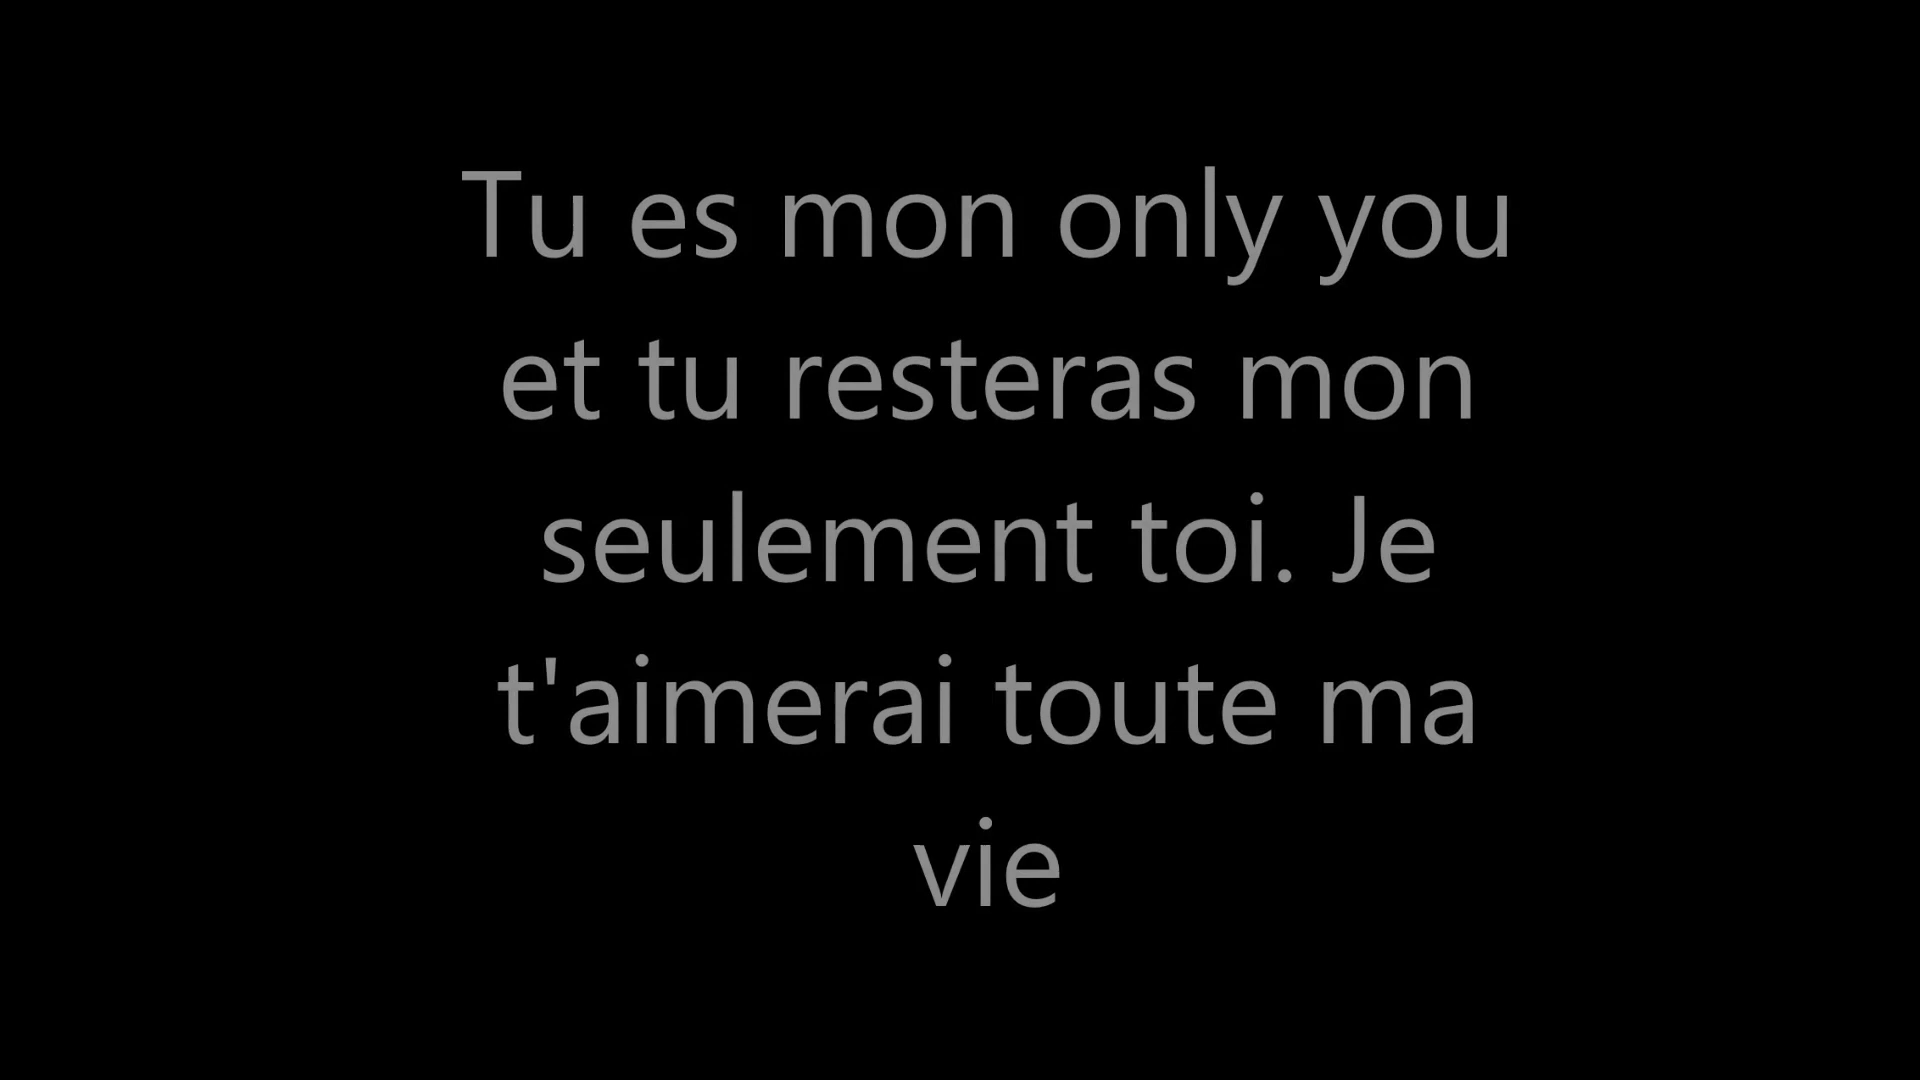 Tu es mon only you
et tu resteras mon
seulement toi. Je
t'aimerai toute ma
vie